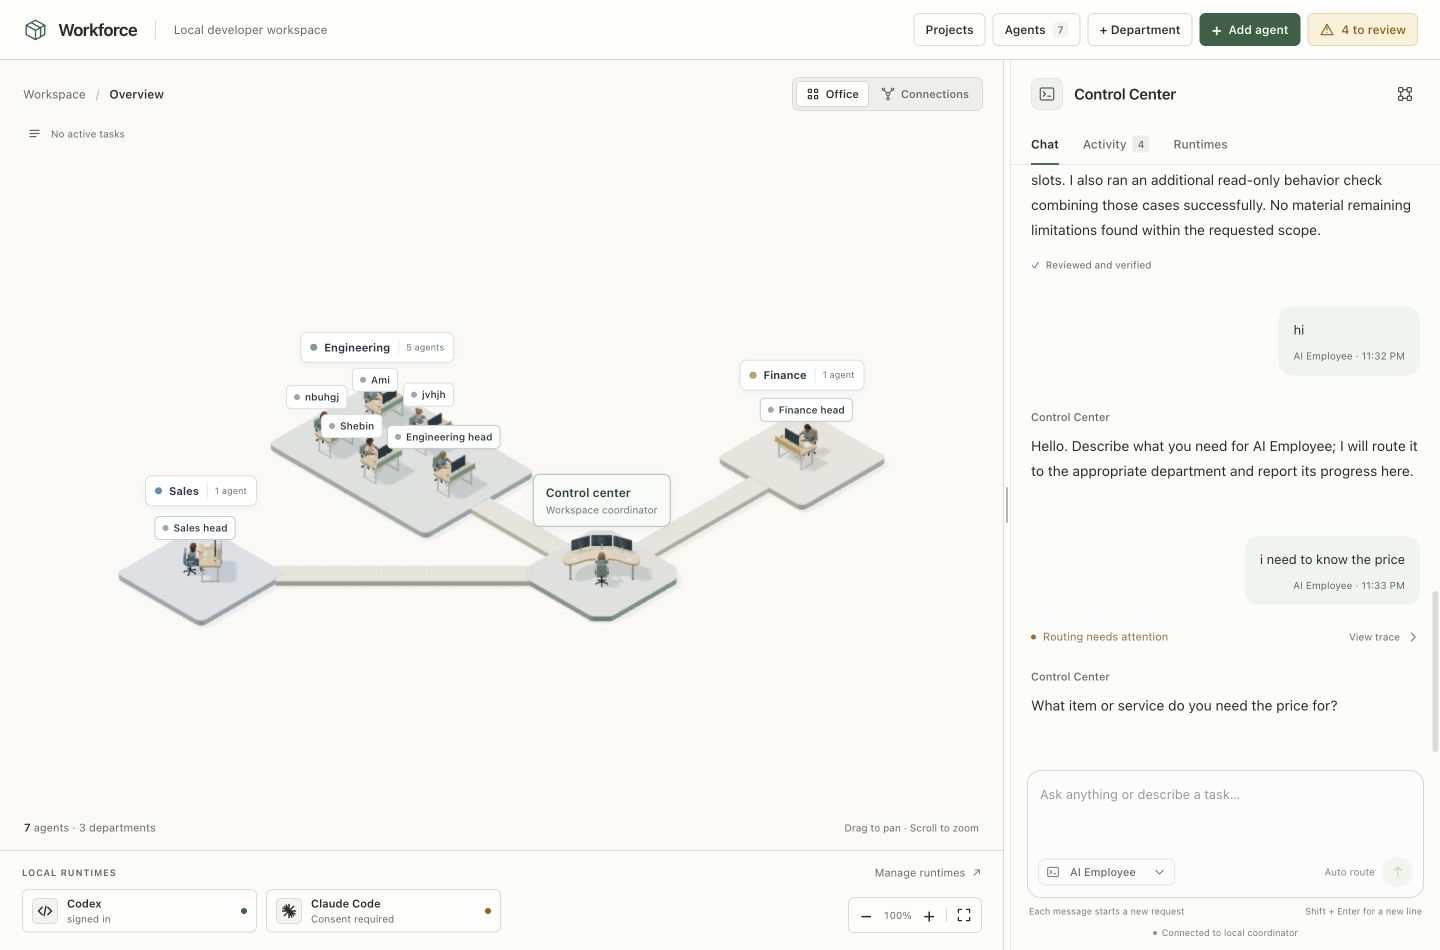 Workforce
Local developer workspace
Projects
Agents 7
+ Department
+ Add agent
4 to review
Workspace / Overview
Office
Connections
No active tasks
Engineering 5 agents
Ami
nbuhgj
jvhjh
Shebin
Engineering head
Finance 1 agent
Finance head
Sales 1 agent
Sales head
Control center
Workspace coordinator
7 agents · 3 departments
Drag to pan · Scroll to zoom
LOCAL RUNTIMES
Manage runtimes
Codex
signed in
Claude Code
Consent required
100%
Control Center
Chat
Activity 4
Runtimes
slots. I also ran an additional read-only behavior check
combining those cases successfully. No material remaining
limitations found within the requested scope.
Reviewed and verified
hi
AI Employee · 11:32 PM
Control Center
Hello. Describe what you need for AI Employee; I will route it
to the appropriate department and report its progress here.
i need to know the price
AI Employee · 11:33 PM
Routing needs attention
View trace
Control Center
What item or service do you need the price for?
Ask anything or describe a task...
AI Employee
Auto route
Each message starts a new request
Shift + Enter for a new line
Connected to local coordinator